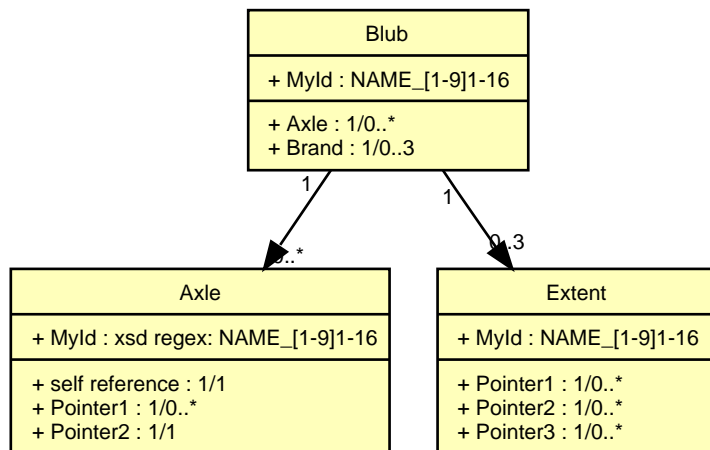 Blub
+ MyId : NAME_[1-9]1-16
+ Axle : 1/0..*
+ Brand : 1/0..3
1
1
0..*
0..3
Axle
+ MyId : xsd regex: NAME_[1-9]1-16
+ self reference : 1/1
+ Pointer1 : 1/0..*
+ Pointer2 : 1/1
Extent
+ MyId : NAME_[1-9]1-16
+ Pointer1 : 1/0..*
+ Pointer2 : 1/0..*
+ Pointer3 : 1/0..*